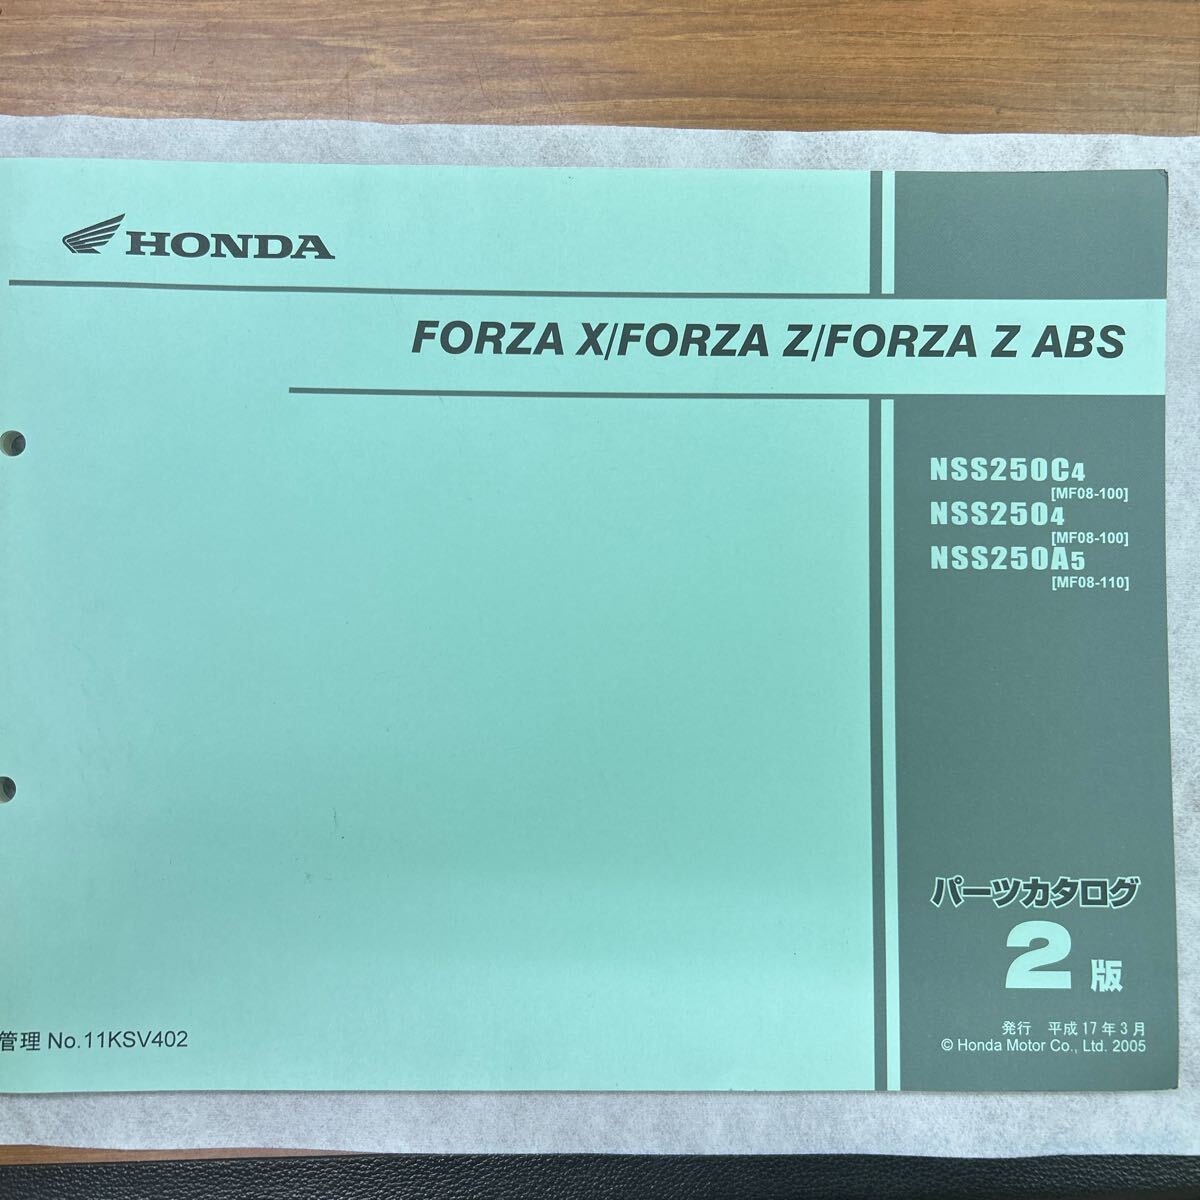 HONDA
FORZA X/FORZA Z/FORZA Z ABS
NSS250C4
[MF08-100]
NSS2504
[MF08-100]
NSS250A5
[MF08-110]
パーツカタログ
2版
管理 No.11KSV402
発行 平成17年3月
© Honda Motor Co., Ltd. 2005